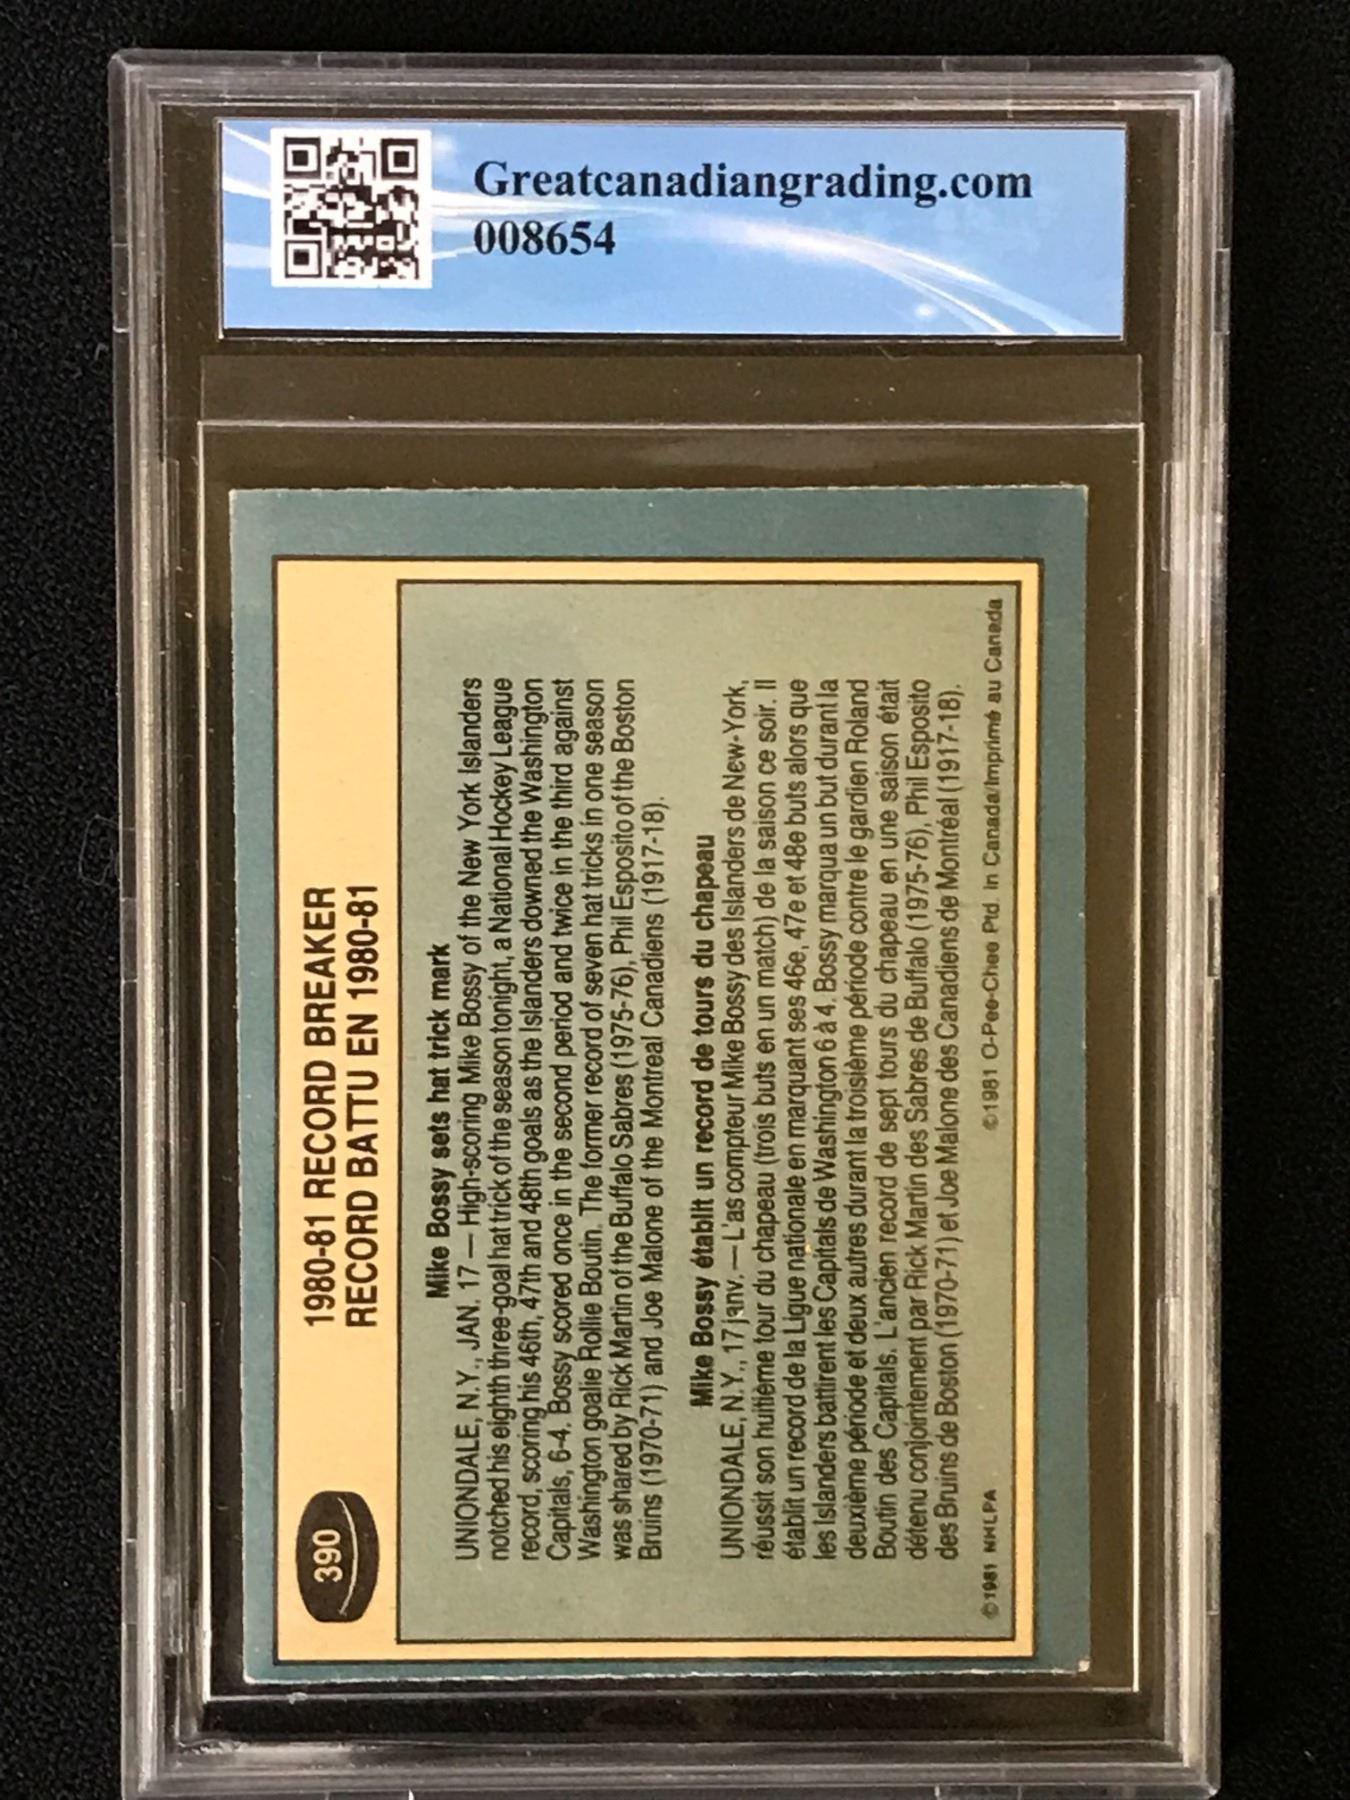 Greatcanadiangrading.com
008654
390
1980-81 RECORD BREAKER
RECORD BATTU EN 1980-81
Mike Bossy sets hat trick mark
UNIONDALE, N.Y., JAN. 17 — High-scoring Mike Bossy of the New York Islanders
notched his eighth three-goal hat trick of the season tonight, a National Hockey League
record, scoring his 46th, 47th and 48th goals as the Islanders downed the Washington
Capitals, 6-4. Bossy scored once in the second period and twice in the third against
Washington goalie Rollie Boutin. The former record of seven hat tricks in one season
was shared by Rick Martin of the Buffalo Sabres (1975-76), Phil Esposito of the Boston
Bruins (1970-71) and Joe Malone of the Montreal Canadiens (1917-18).
Mike Bossy établit un record de tours du chapeau
UNIONDALE, N.Y., 17 janv. — L'as compteur Mike Bossy des Islanders de New-York,
réussit son huitième tour du chapeau (trois buts en un match) de la saison ce soir. Il
établit un record de la Ligue nationale en marquant ses 46e, 47e et 48e buts alors que
les Islanders battirent les Capitals de Washington 6 à 4. Bossy marqua un but durant la
deuxième période et deux autres durant la troisième période contre le gardien Roland
Boutin des Capitals. L'ancien record de sept tours du chapeau en une saison était
détenu conjointement par Rick Martin des Sabres de Buffalo (1975-76), Phil Esposito
des Bruins de Boston (1970-71) et Joe Malone des Canadiens de Montréal (1917-18).
©1981 NHLPA ©1981 O-Pee-Chee Ptd. in Canada/Imprimé au Canada